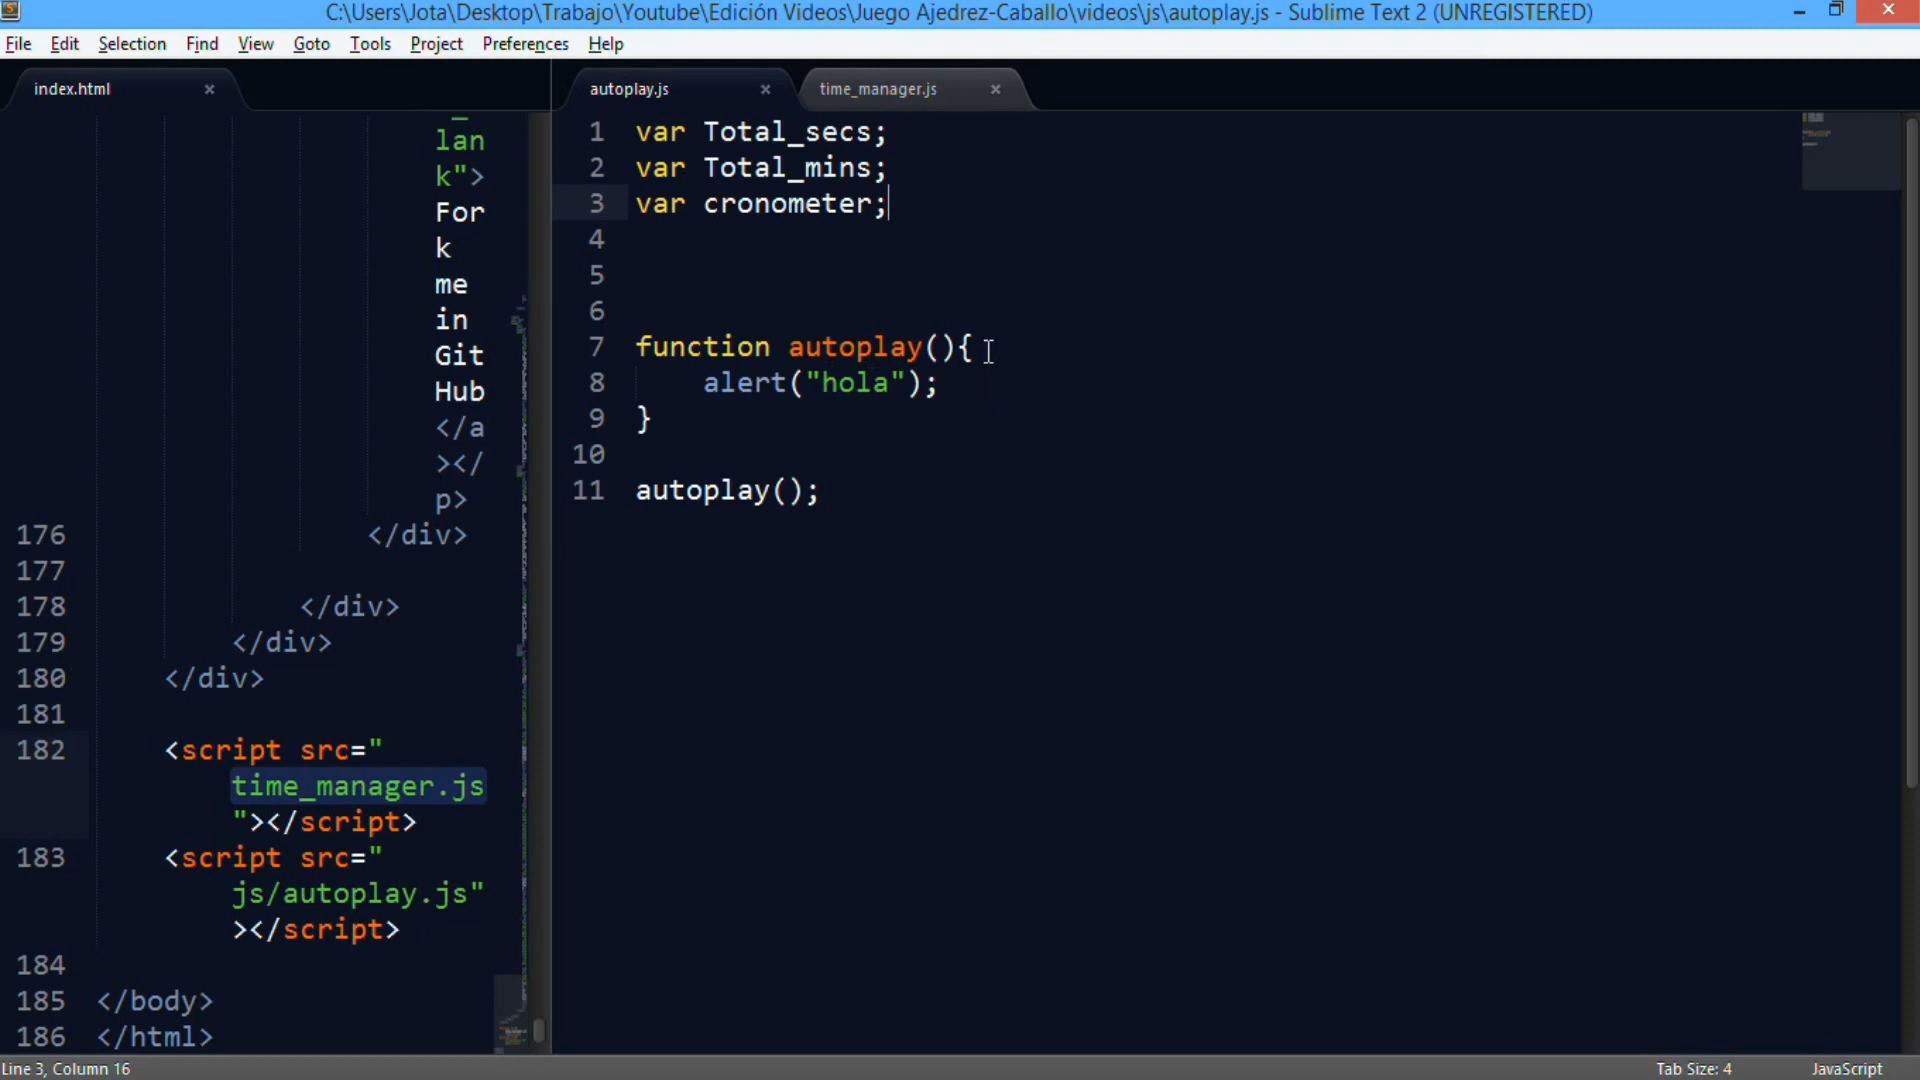 C:\Users\Jota\Desktop\Trabajo\Youtube\Edición Videos\Juego Ajedrez-Caballo\videos\js\autoplay.js - Sublime Text 2 (UNREGISTERED)
File Edit Selection Find View Goto Tools Project Preferences Help
index.html
lan
k">
For
k
me
in
Git
Hub
</a
></
p>
176 </div>
177
178 </div>
179 </div>
180 </div>
181
182 <script src="
time_manager.js
"></script>
183 <script src="
js/autoplay.js"
></script>
184
185 </body>
186 </html>
autoplay.js time_manager.js
1 var Total_secs;
2 var Total_mins;
3 var cronometer;
4
5
6
7 function autoplay(){
8 alert("hola");
9 }
10
11 autoplay();
Line 3, Column 16 Tab Size: 4 JavaScript